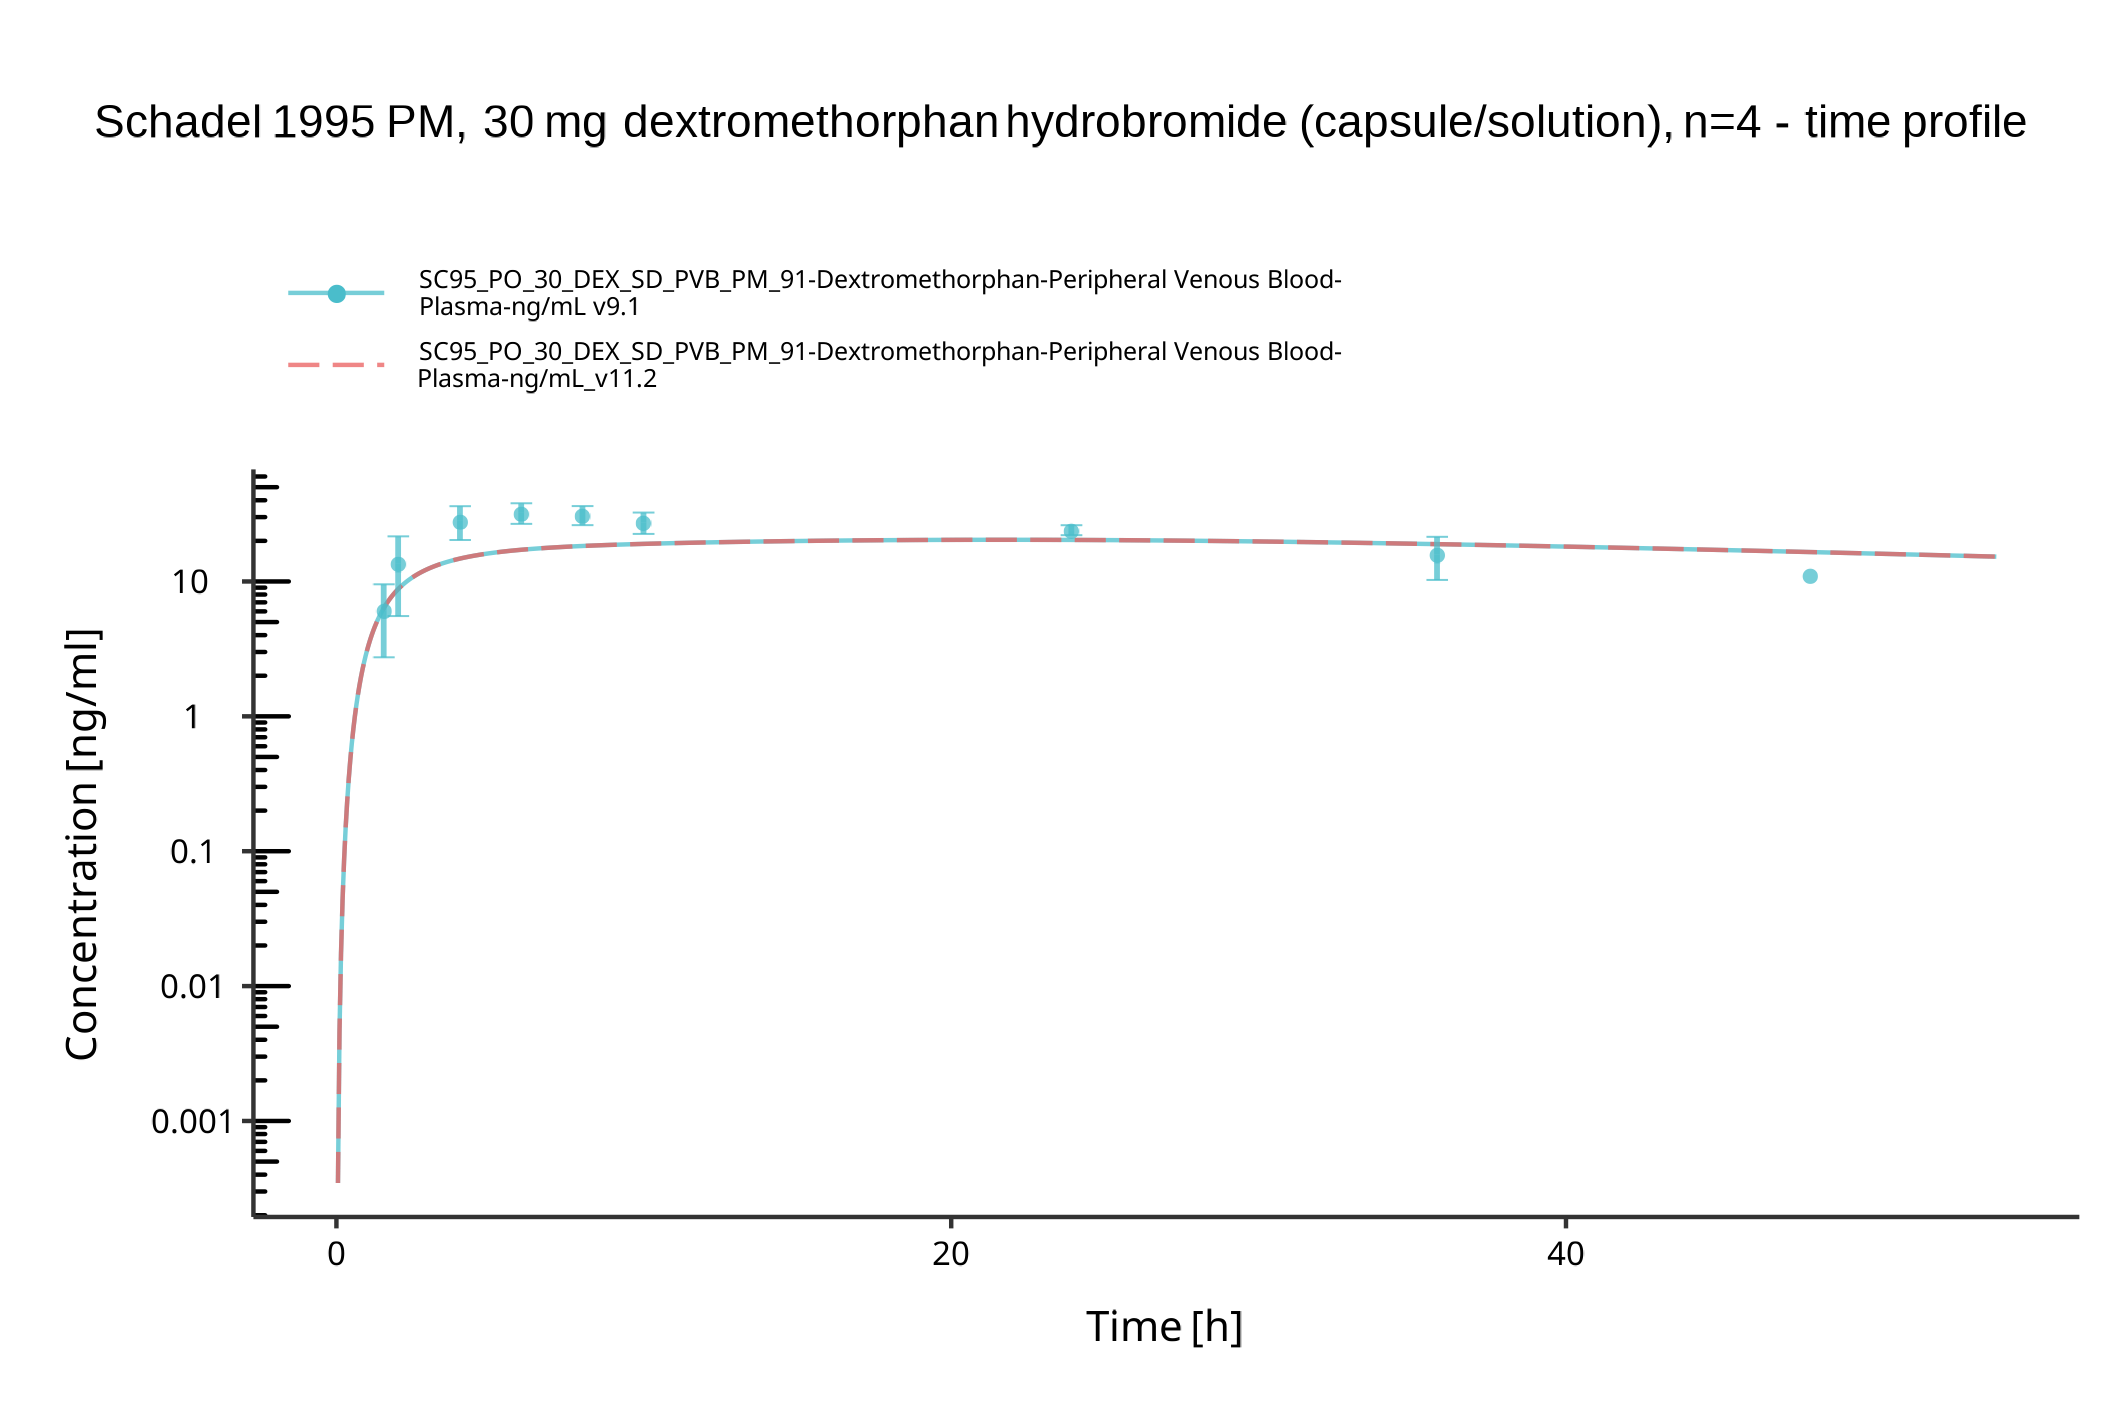 Schadel 1995 PM, 30 mg dextromethorphan hydrobromide (capsule/solution), n=4 - time profile
SC95_PO_30_DEX_SD_PVB_PM_91-Dextromethorphan-Peripheral Venous Blood-
Plasma-ng/mL v9.1
SC95_PO_30_DEX_SD_PVB_PM_91-Dextromethorphan-Peripheral Venous Blood-
Plasma-ng/mL_v11.2
Concentration [ng/ml]
10
1
0.1
0.01
0.001
0
20
40
Time [h]